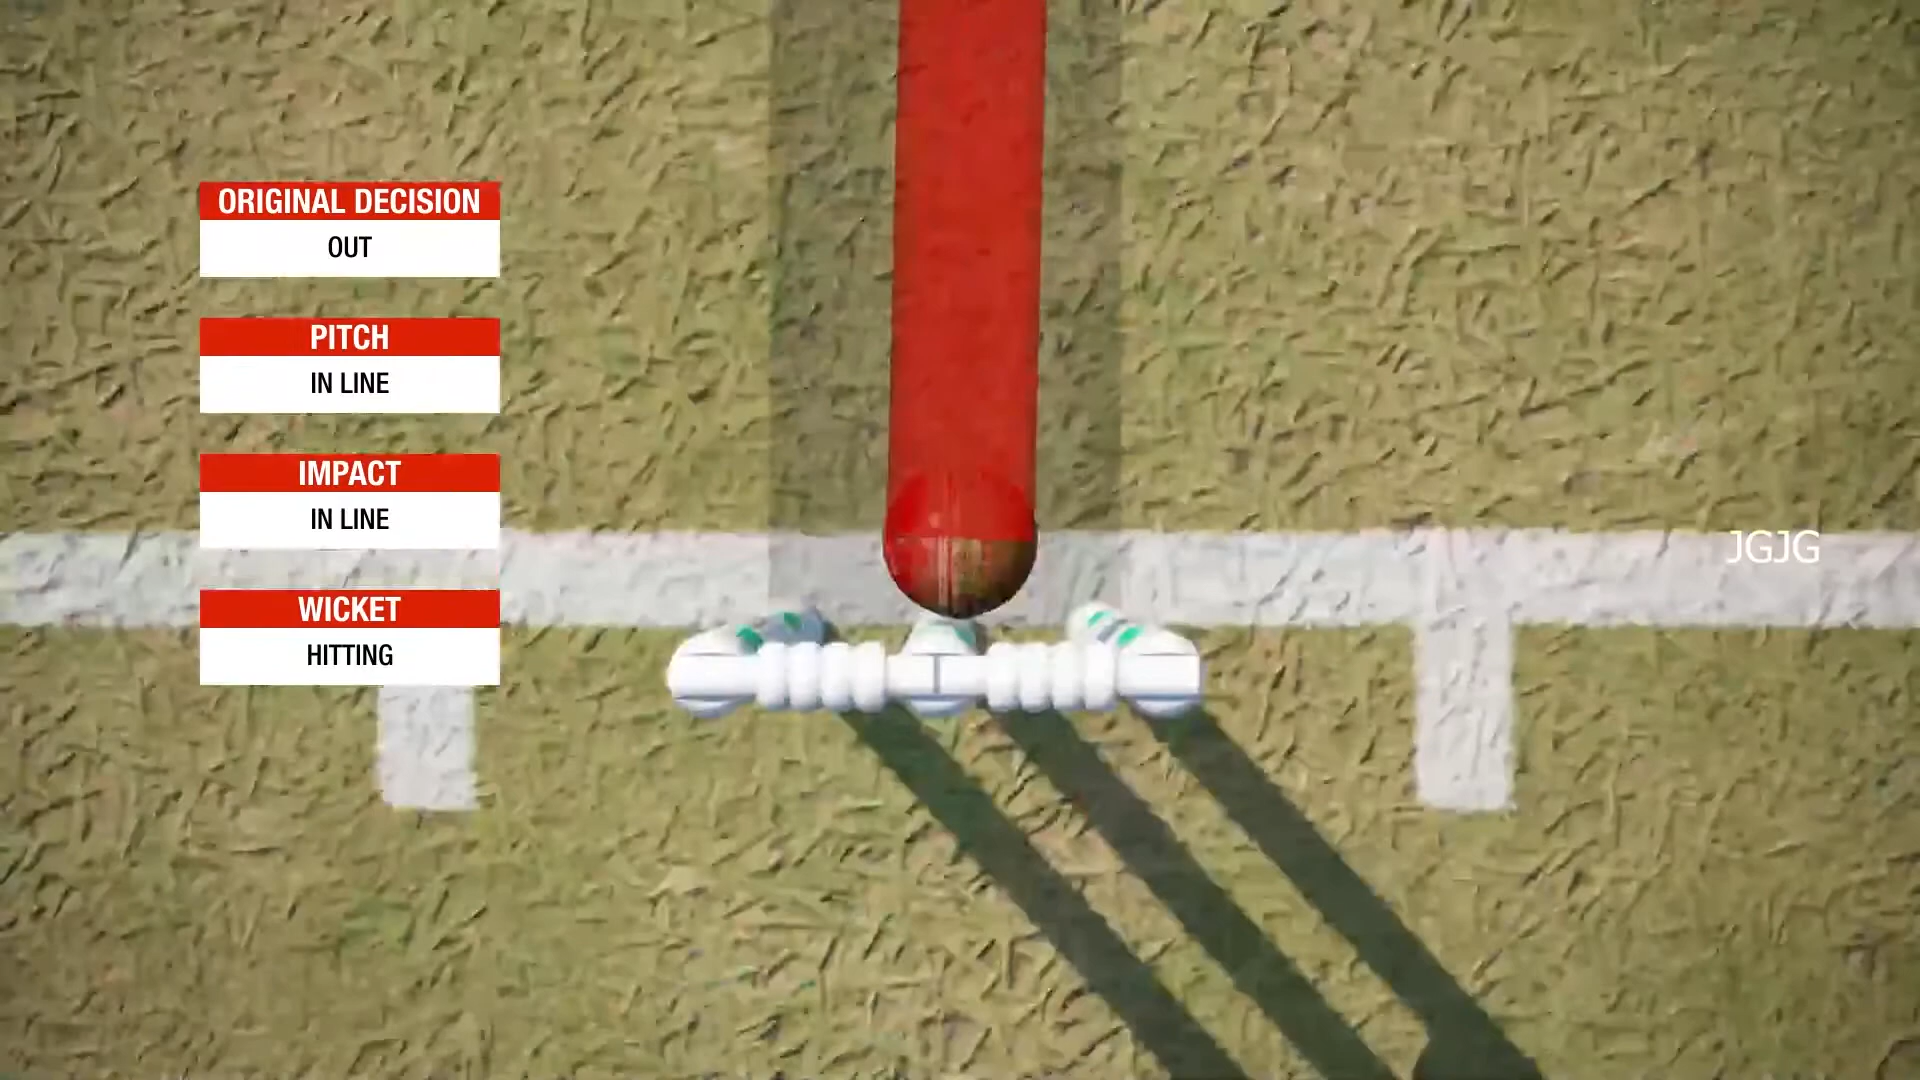 ORIGINAL DECISION
OUT
PITCH
IN LINE
IMPACT
IN LINE
WICKET
HITTING
JGJG